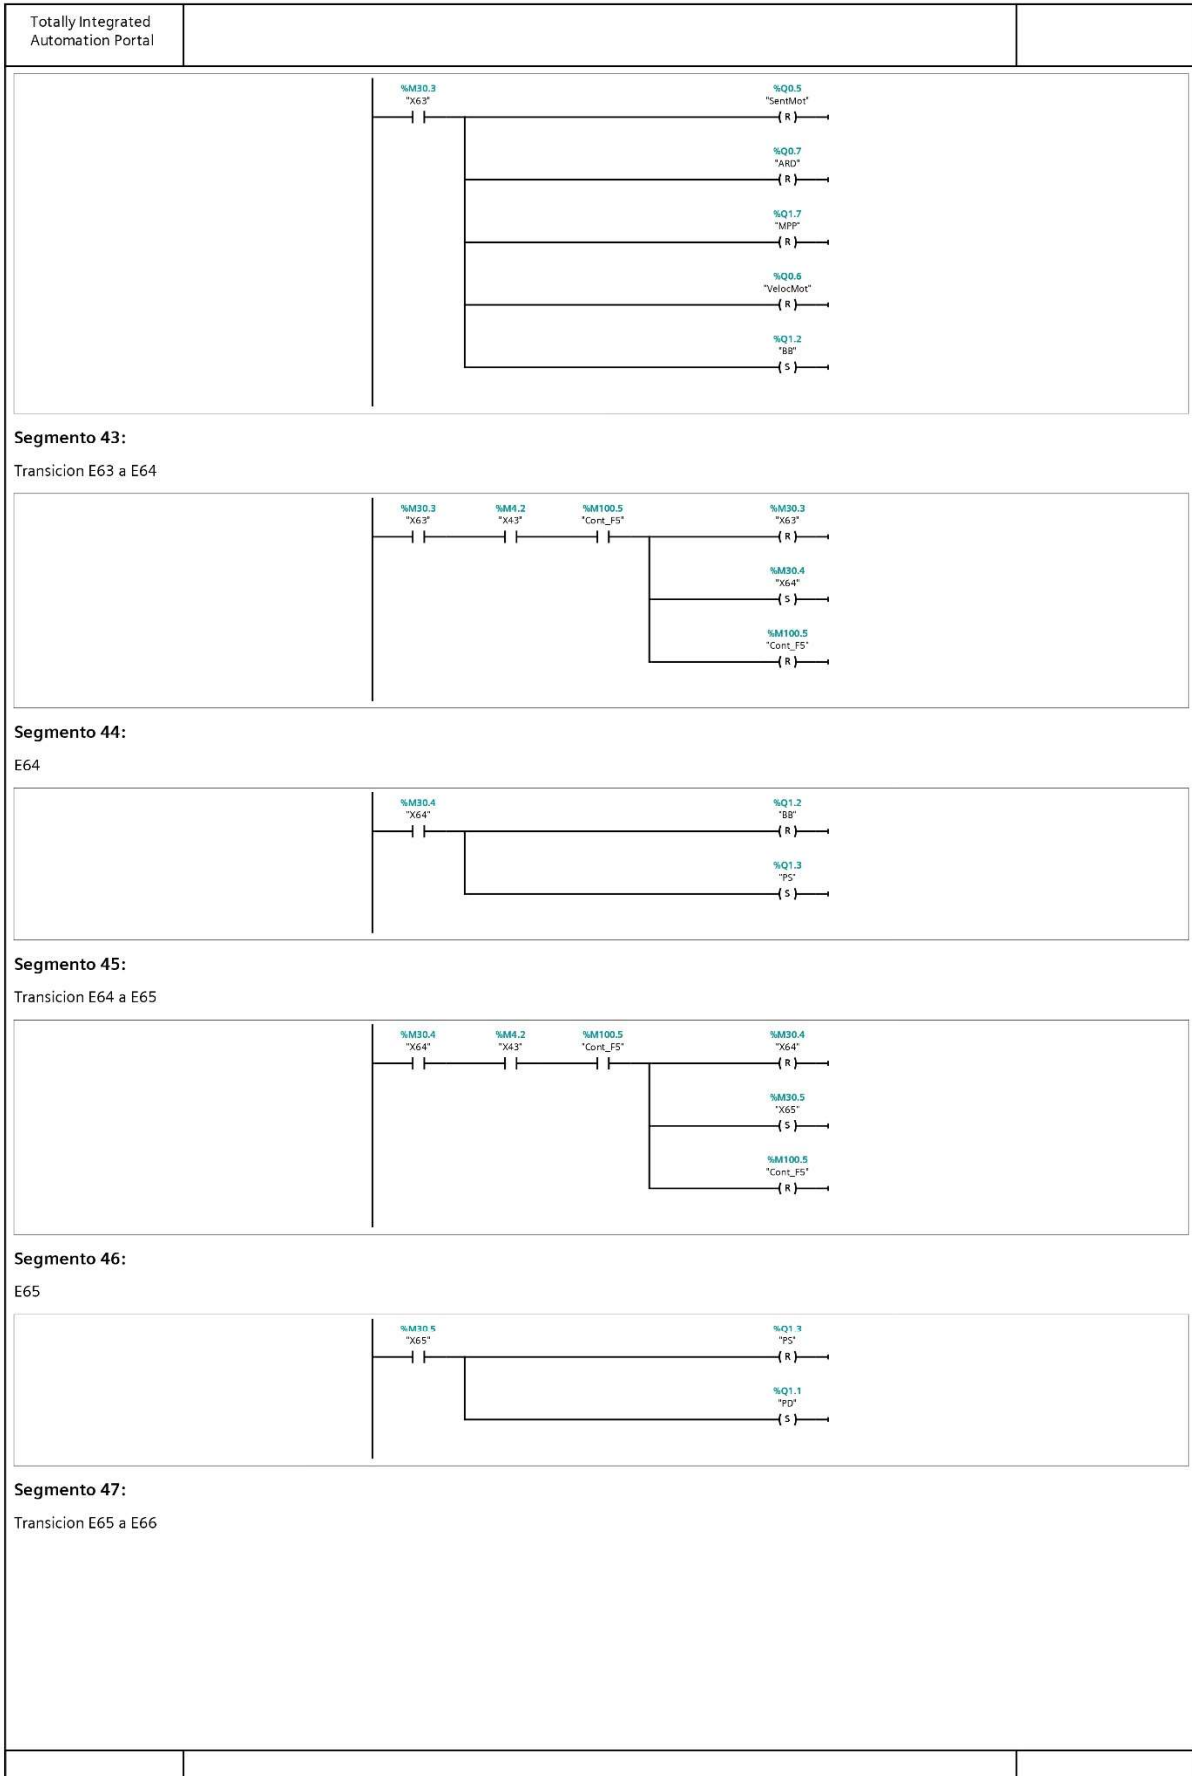 Totally Integrated
Automation Portal
%M30.3 %Q0.5
"X63" "SentMot"
R
%Q0.7
"ARD"
R
%Q1.7
"MPP"
R
%Q0.6
"VelocMot"
R
%Q1.2
"BB"
S
Segmento 43:
Transicion E63 a E64
%M30.3 %M4.2 %M100.5 %M30.3
"X63" "X43" "Cont_F5" "X63"
R
%M30.4
"X64"
S
%M100.5
"Cont_F5"
R
Segmento 44:
E64
%M30.4 %Q1.2
"X64" "BB"
R
%Q1.3
"PS"
S
Segmento 45:
Transicion E64 a E65
%M30.4 %M4.2 %M100.5 %M30.4
"X64" "X43" "Cont_F5" "X64"
R
%M30.5
"X65"
S
%M100.5
"Cont_F5"
R
Segmento 46:
E65
%M30.5 %Q1.3
"X65" "PS"
R
%Q1.1
"PD"
S
Segmento 47:
Transicion E65 a E66